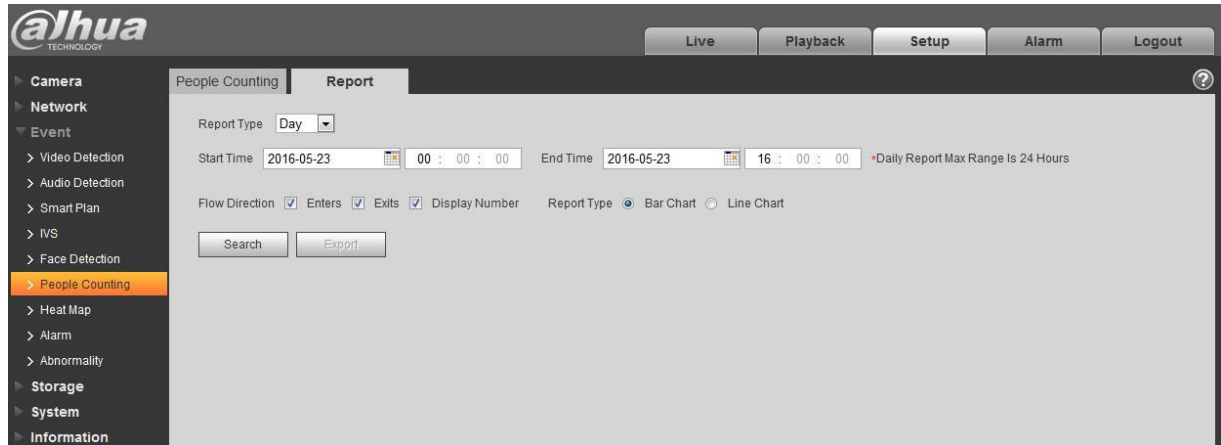 alhua
TECHNOLOGY
Live Playback Setup Alarm Logout
Camera
Network
Event
Video Detection
Audio Detection
Smart Plan
IVS
Face Detection
People Counting
Heat Map
Alarm
Abnormality
Storage
System
Information
People Counting Report ?
Report Type Day
Start Time 2016-05-23 00 : 00 : 00 End Time 2016-05-23 16 : 00 : 00 *Daily Report Max Range Is 24 Hours
Flow Direction Enters Exits Display Number Report Type Bar Chart Line Chart
Search Export